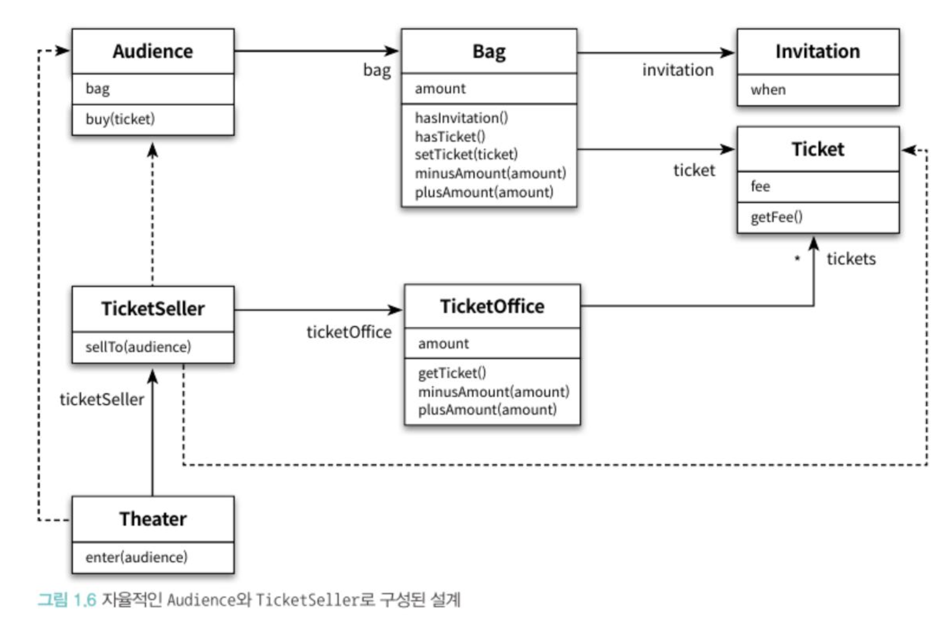 Audience
bag
buy(ticket)
bag
Bag
amount
hasInvitation()
hasTicket()
setTicket(ticket)
minusAmount(amount)
plusAmount(amount)
invitation
Invitation
when
ticket
Ticket
fee
getFee()
* tickets
TicketSeller
sellTo(audience)
ticketOffice
TicketOffice
amount
getTicket()
minusAmount(amount)
plusAmount(amount)
ticketSeller
Theater
enter(audience)
그림 1.6 자율적인 Audience와 TicketSeller로 구성된 설계